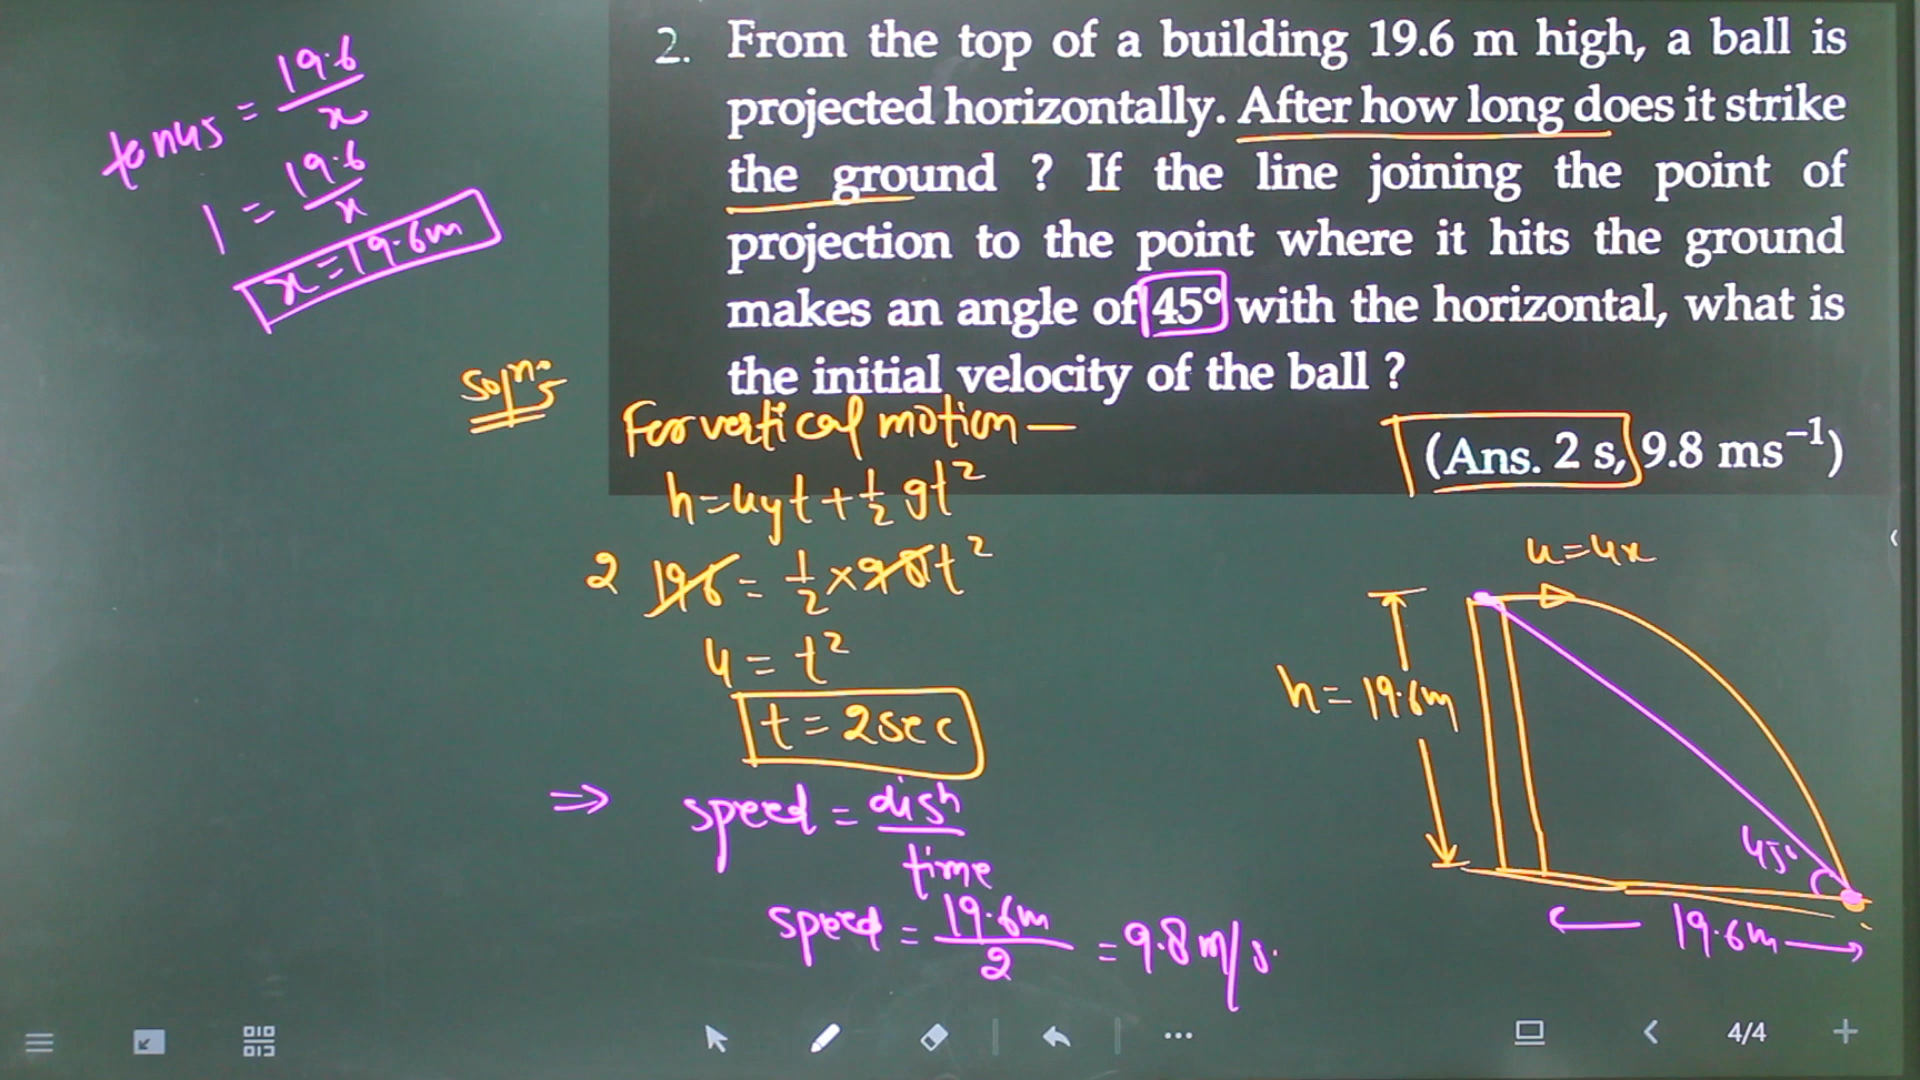 2. From the top of a building 19.6 m high, a ball is
projected horizontally. After how long does it strike
the ground ? If the line joining the point of
projection to the point where it hits the ground
makes an angle of 45° with the horizontal, what is
the initial velocity of the ball ?
(Ans. 2 s, 9.8 ms⁻¹)
tan45 = 19.6/x
1 = 19.6/x
x = 19.6m
Solⁿ:-
For vertical motion —
h = uyt + 1/2 gt²
2 19.6 = 1/2 × 9.8 t²
4 = t²
t = 2sec
⇒ speed = dist/time
speed = 19.6m/2 = 9.8 m/s.
u = ux
h = 19.6m
45°
19.6m
4/4